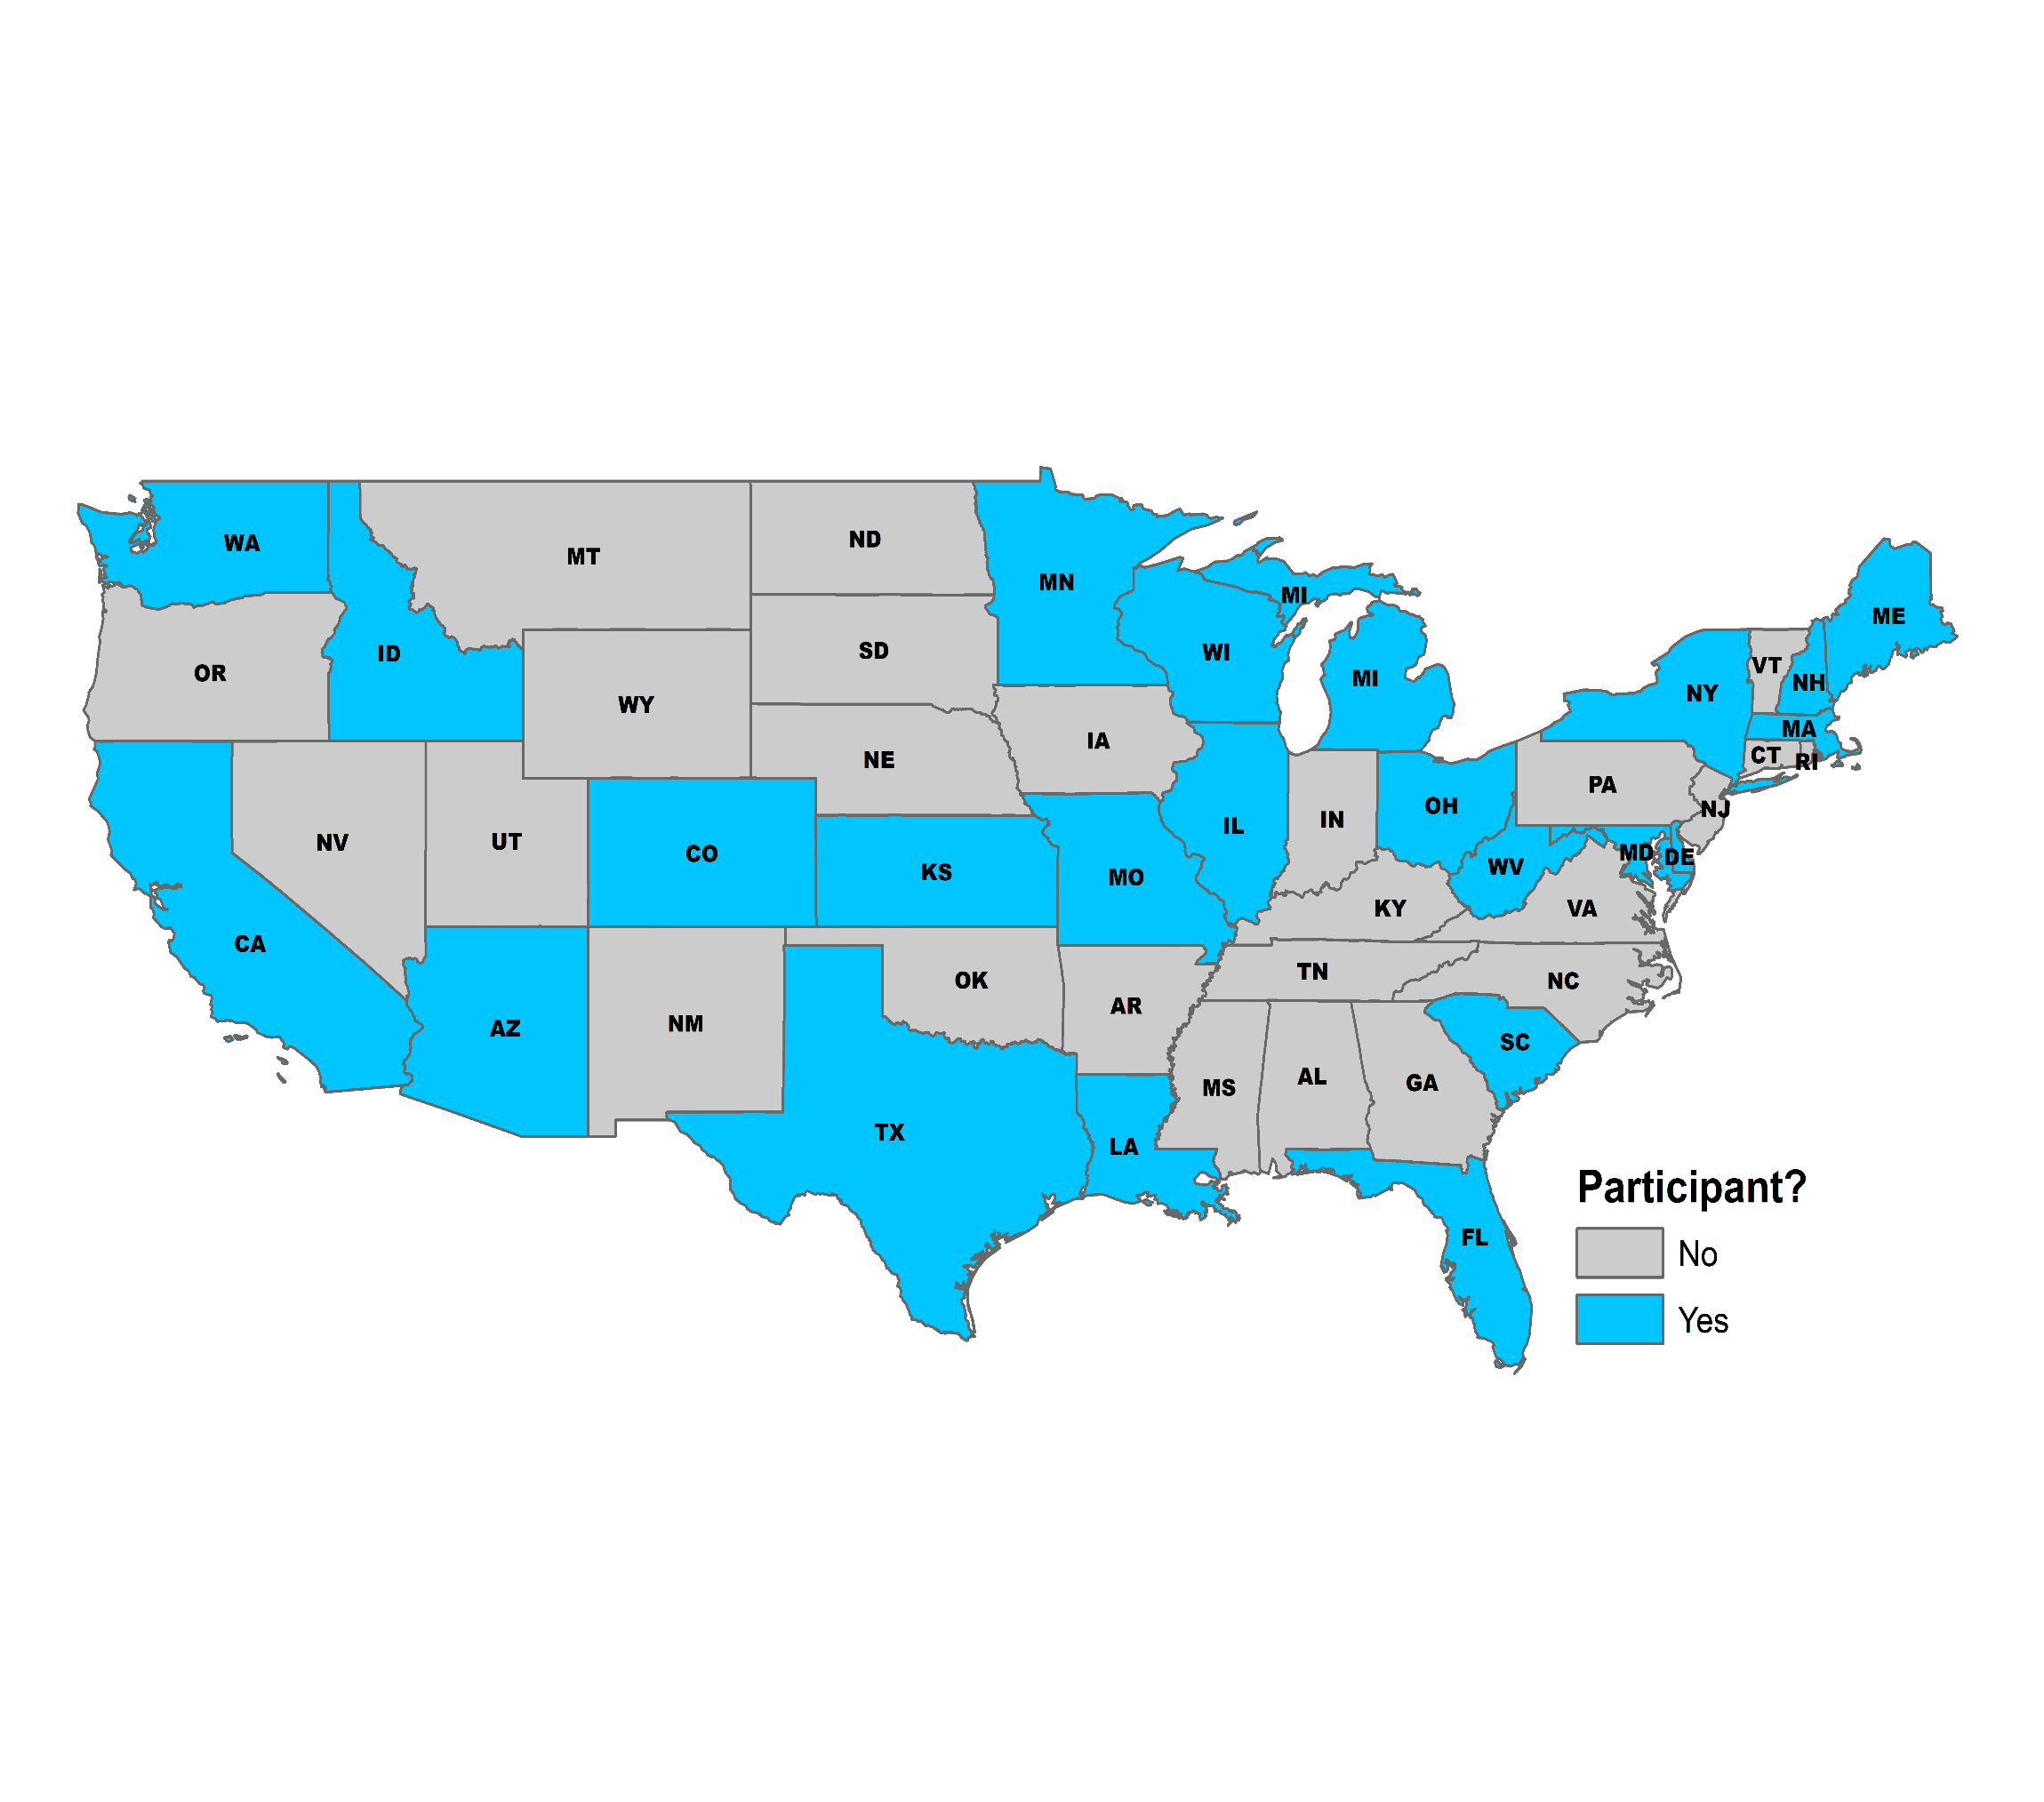 WA
MT
ND
MN
MI
ME
ID
OR
SD
WI
MI
VT
NH
NY
WY
MA
IA
NE
CT
RI
PA
NJ
OH
IN
IL
NV
UT
CO
KS
MO
WV
MD
DE
KY
VA
CA
TN
NC
OK
AR
AZ
NM
SC
MS
AL
GA
TX
LA
FL
Participant?
No
Yes